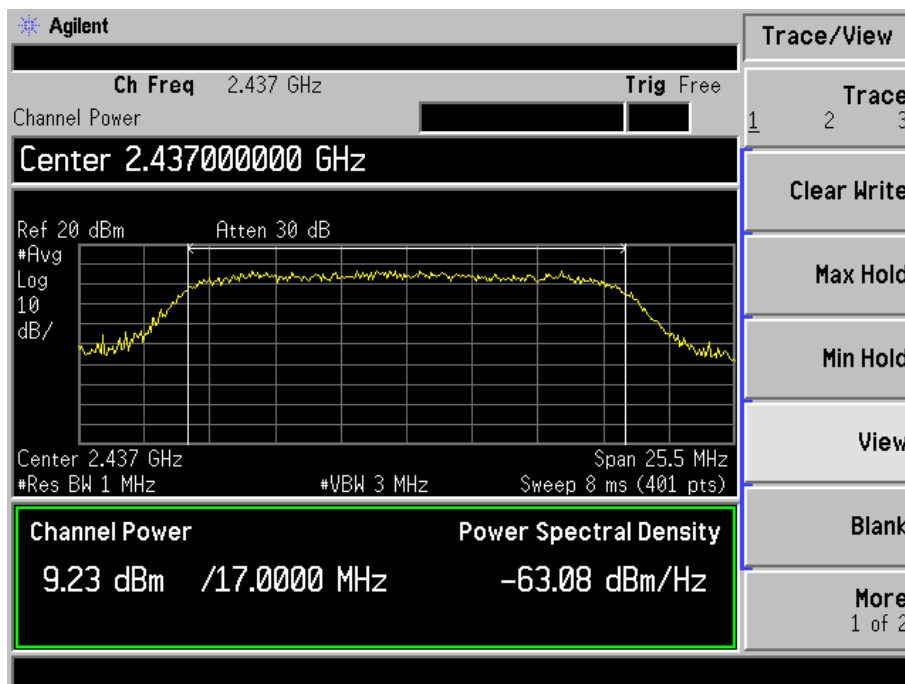 Agilent
Trace/View
Ch Freq 2.437 GHz Trig Free
Channel Power
Trace
1 2 3
Center 2.437000000 GHz
Clear Write
Ref 20 dBm Atten 30 dB
#Avg
Log
10
dB/
Max Hold
Min Hold
View
Center 2.437 GHz Span 25.5 MHz
#Res BW 1 MHz #VBW 3 MHz Sweep 8 ms (401 pts)
Blank
Channel Power Power Spectral Density
9.23 dBm /17.0000 MHz -63.08 dBm/Hz
More
1 of 2